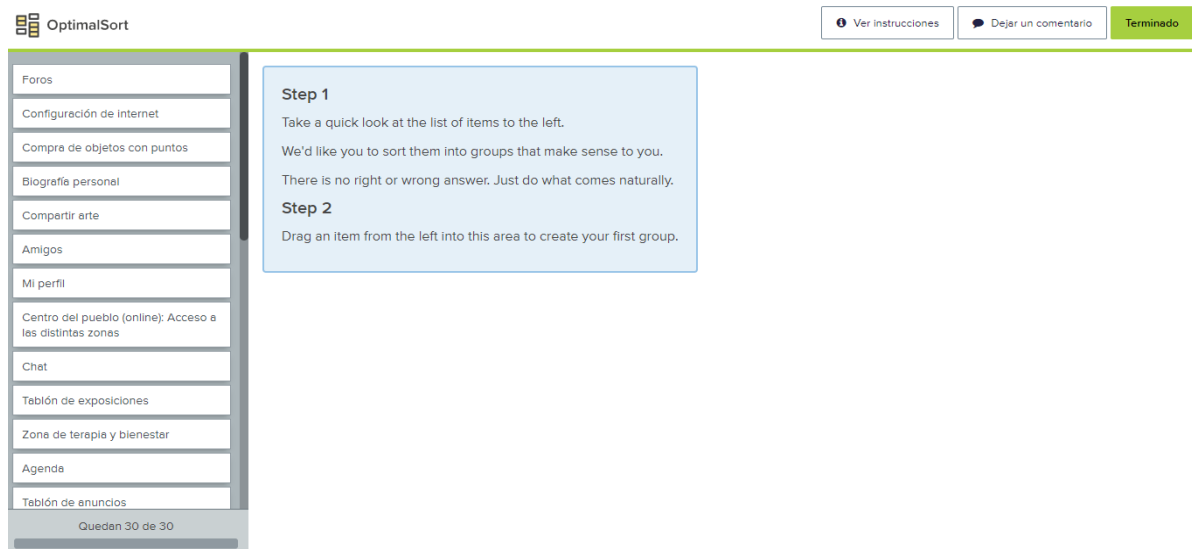 OptimalSort
Ver instrucciones
Dejar un comentario
Terminado
Foros
Configuración de internet
Compra de objetos con puntos
Biografía personal
Compartir arte
Amigos
Mi perfil
Centro del pueblo (online): Acceso a
las distintas zonas
Chat
Tablón de exposiciones
Zona de terapia y bienestar
Agenda
Tablón de anuncios
Quedan 30 de 30
Step 1
Take a quick look at the list of items to the left.
We'd like you to sort them into groups that make sense to you.
There is no right or wrong answer. Just do what comes naturally.
Step 2
Drag an item from the left into this area to create your first group.